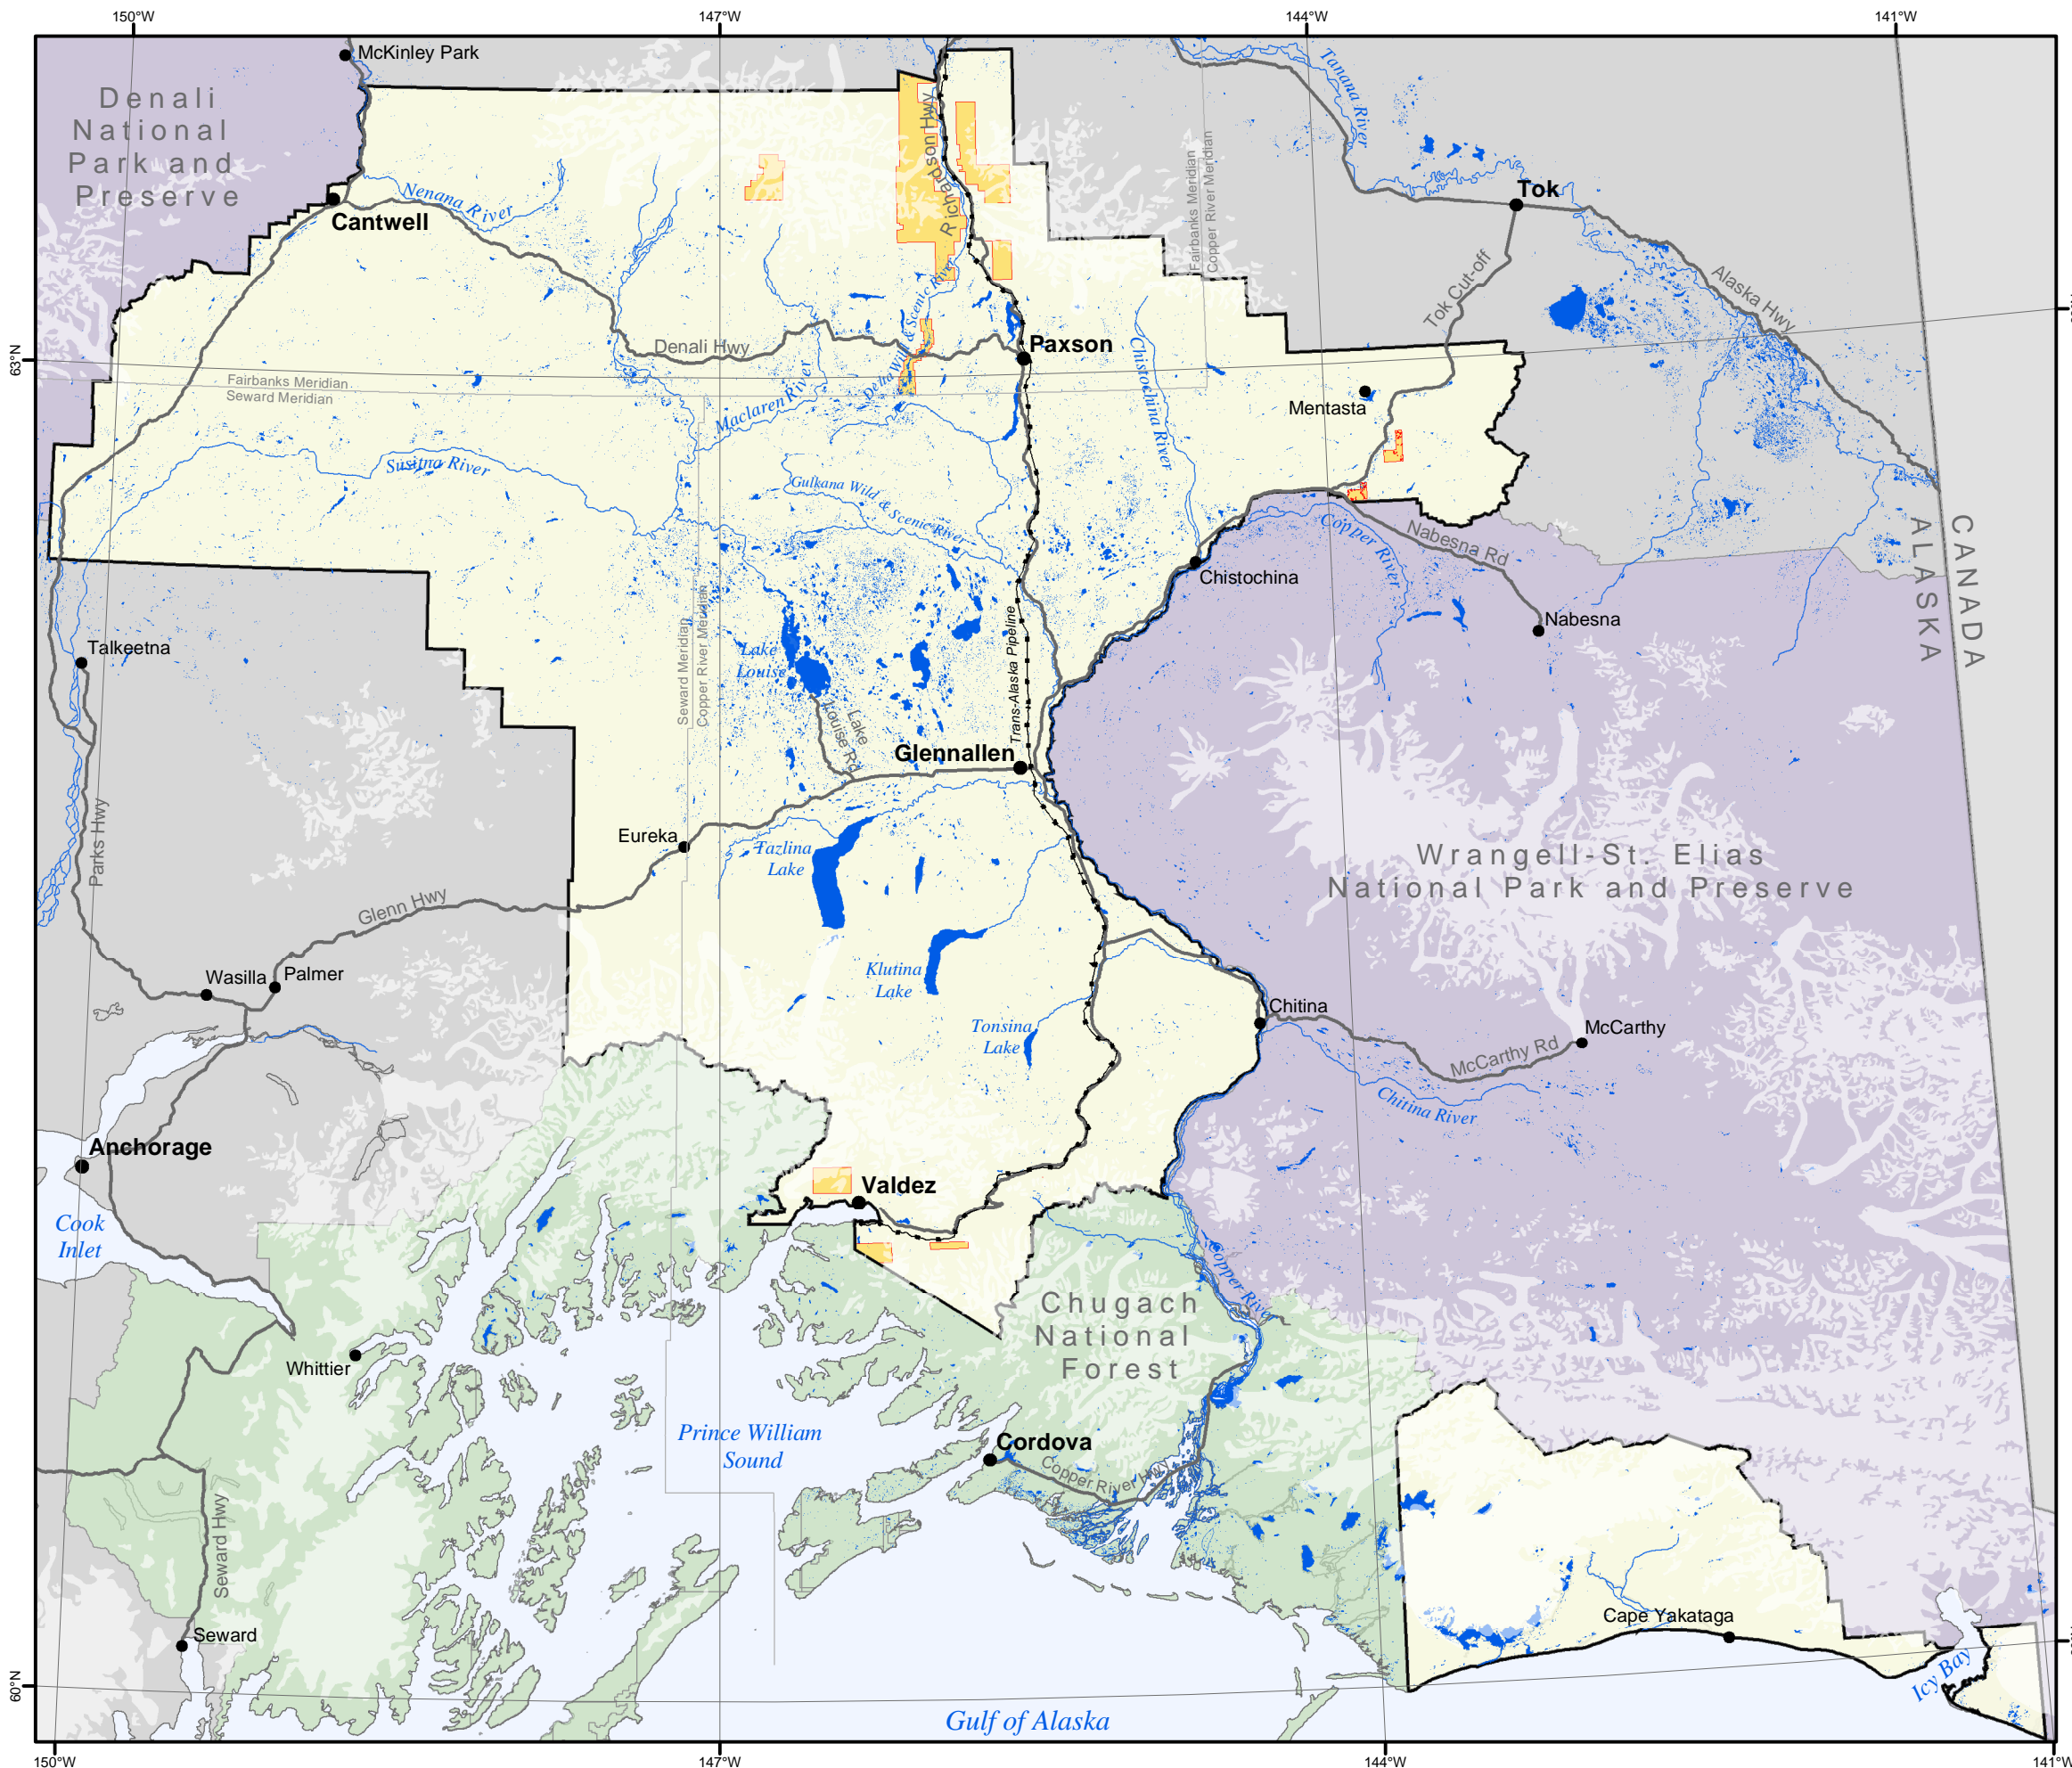 150°W
147°W
144°W
141°W
McKinley Park
Denali
National
Park and
Preserve
Tanana River
Richardson Hwy
Fairbanks Meridian
Copper River Meridian
Nenana River
Cantwell
Tok
Tok Cut-off
Alaska Hwy
63°N
Denali Hwy
Delta Wild & Scenic River
Paxson
Fairbanks Meridian
Seward Meridian
Maclaren River
Chistochina River
Mentasta
Susitna River
Gulkana Wild & Scenic River
Copper River
Nabesna Rd
CANADA
ALASKA
Chistochina
Nabesna
Talkeetna
Seward Meridian
Copper River Meridian
Lake
Louise
Lake
Louise Rd
Trans-Alaska Pipeline
Glennallen
Parks Hwy
Eureka
Tazlina
Lake
Wrangell-St. Elias
National Park and Preserve
Glenn Hwy
Klutina
Lake
Wasilla
Palmer
Tonsina
Lake
Chitina
McCarthy
McCarthy Rd
Chitina River
Anchorage
Valdez
Cook
Inlet
Copper River
Chugach
National
Forest
Whittier
Prince William
Sound
Cordova
Copper River Hwy
Seward Hwy
Seward
Cape Yakataga
Icy Bay
60°N
Gulf of Alaska
150°W
147°W
144°W
141°W